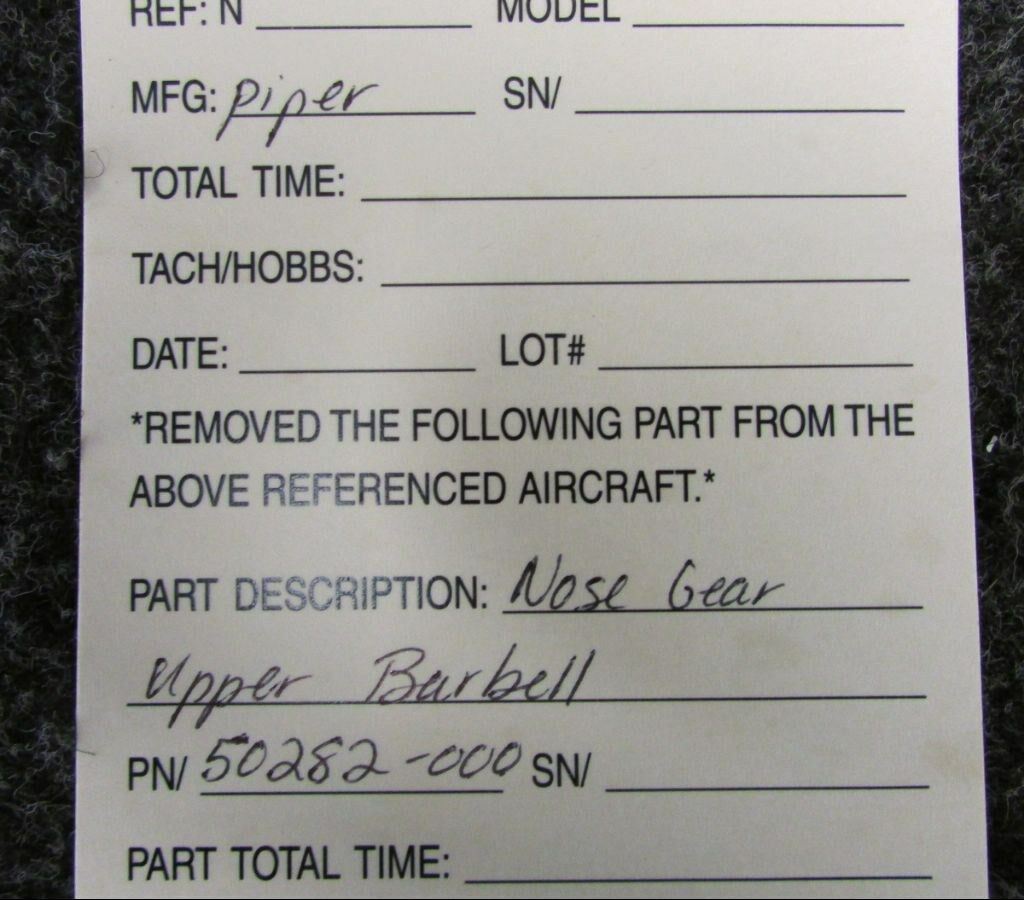 REF: N MODEL
MFG: Piper SN/
TOTAL TIME:
TACH/HOBBS:
DATE: LOT#
*REMOVED THE FOLLOWING PART FROM THE
ABOVE REFERENCED AIRCRAFT.*
PART DESCRIPTION: Nose Gear
Upper Barbell
PN/ 50282-000 SN/
PART TOTAL TIME: